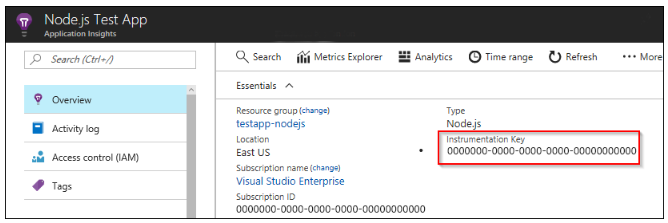 Node.js Test App
Application Insights
Search (Ctrl+/)
Overview
Activity log
Access control (IAM)
Tags
Search Metrics Explorer Analytics Time range Refresh More
Essentials
Resource group (change)
testapp-nodejs
Location
East US
Subscription name (change)
Visual Studio Enterprise
Subscription ID
0000000-0000-0000-0000-00000000000
Type
Node.js
Instrumentation Key
0000000-0000-0000-0000-00000000000